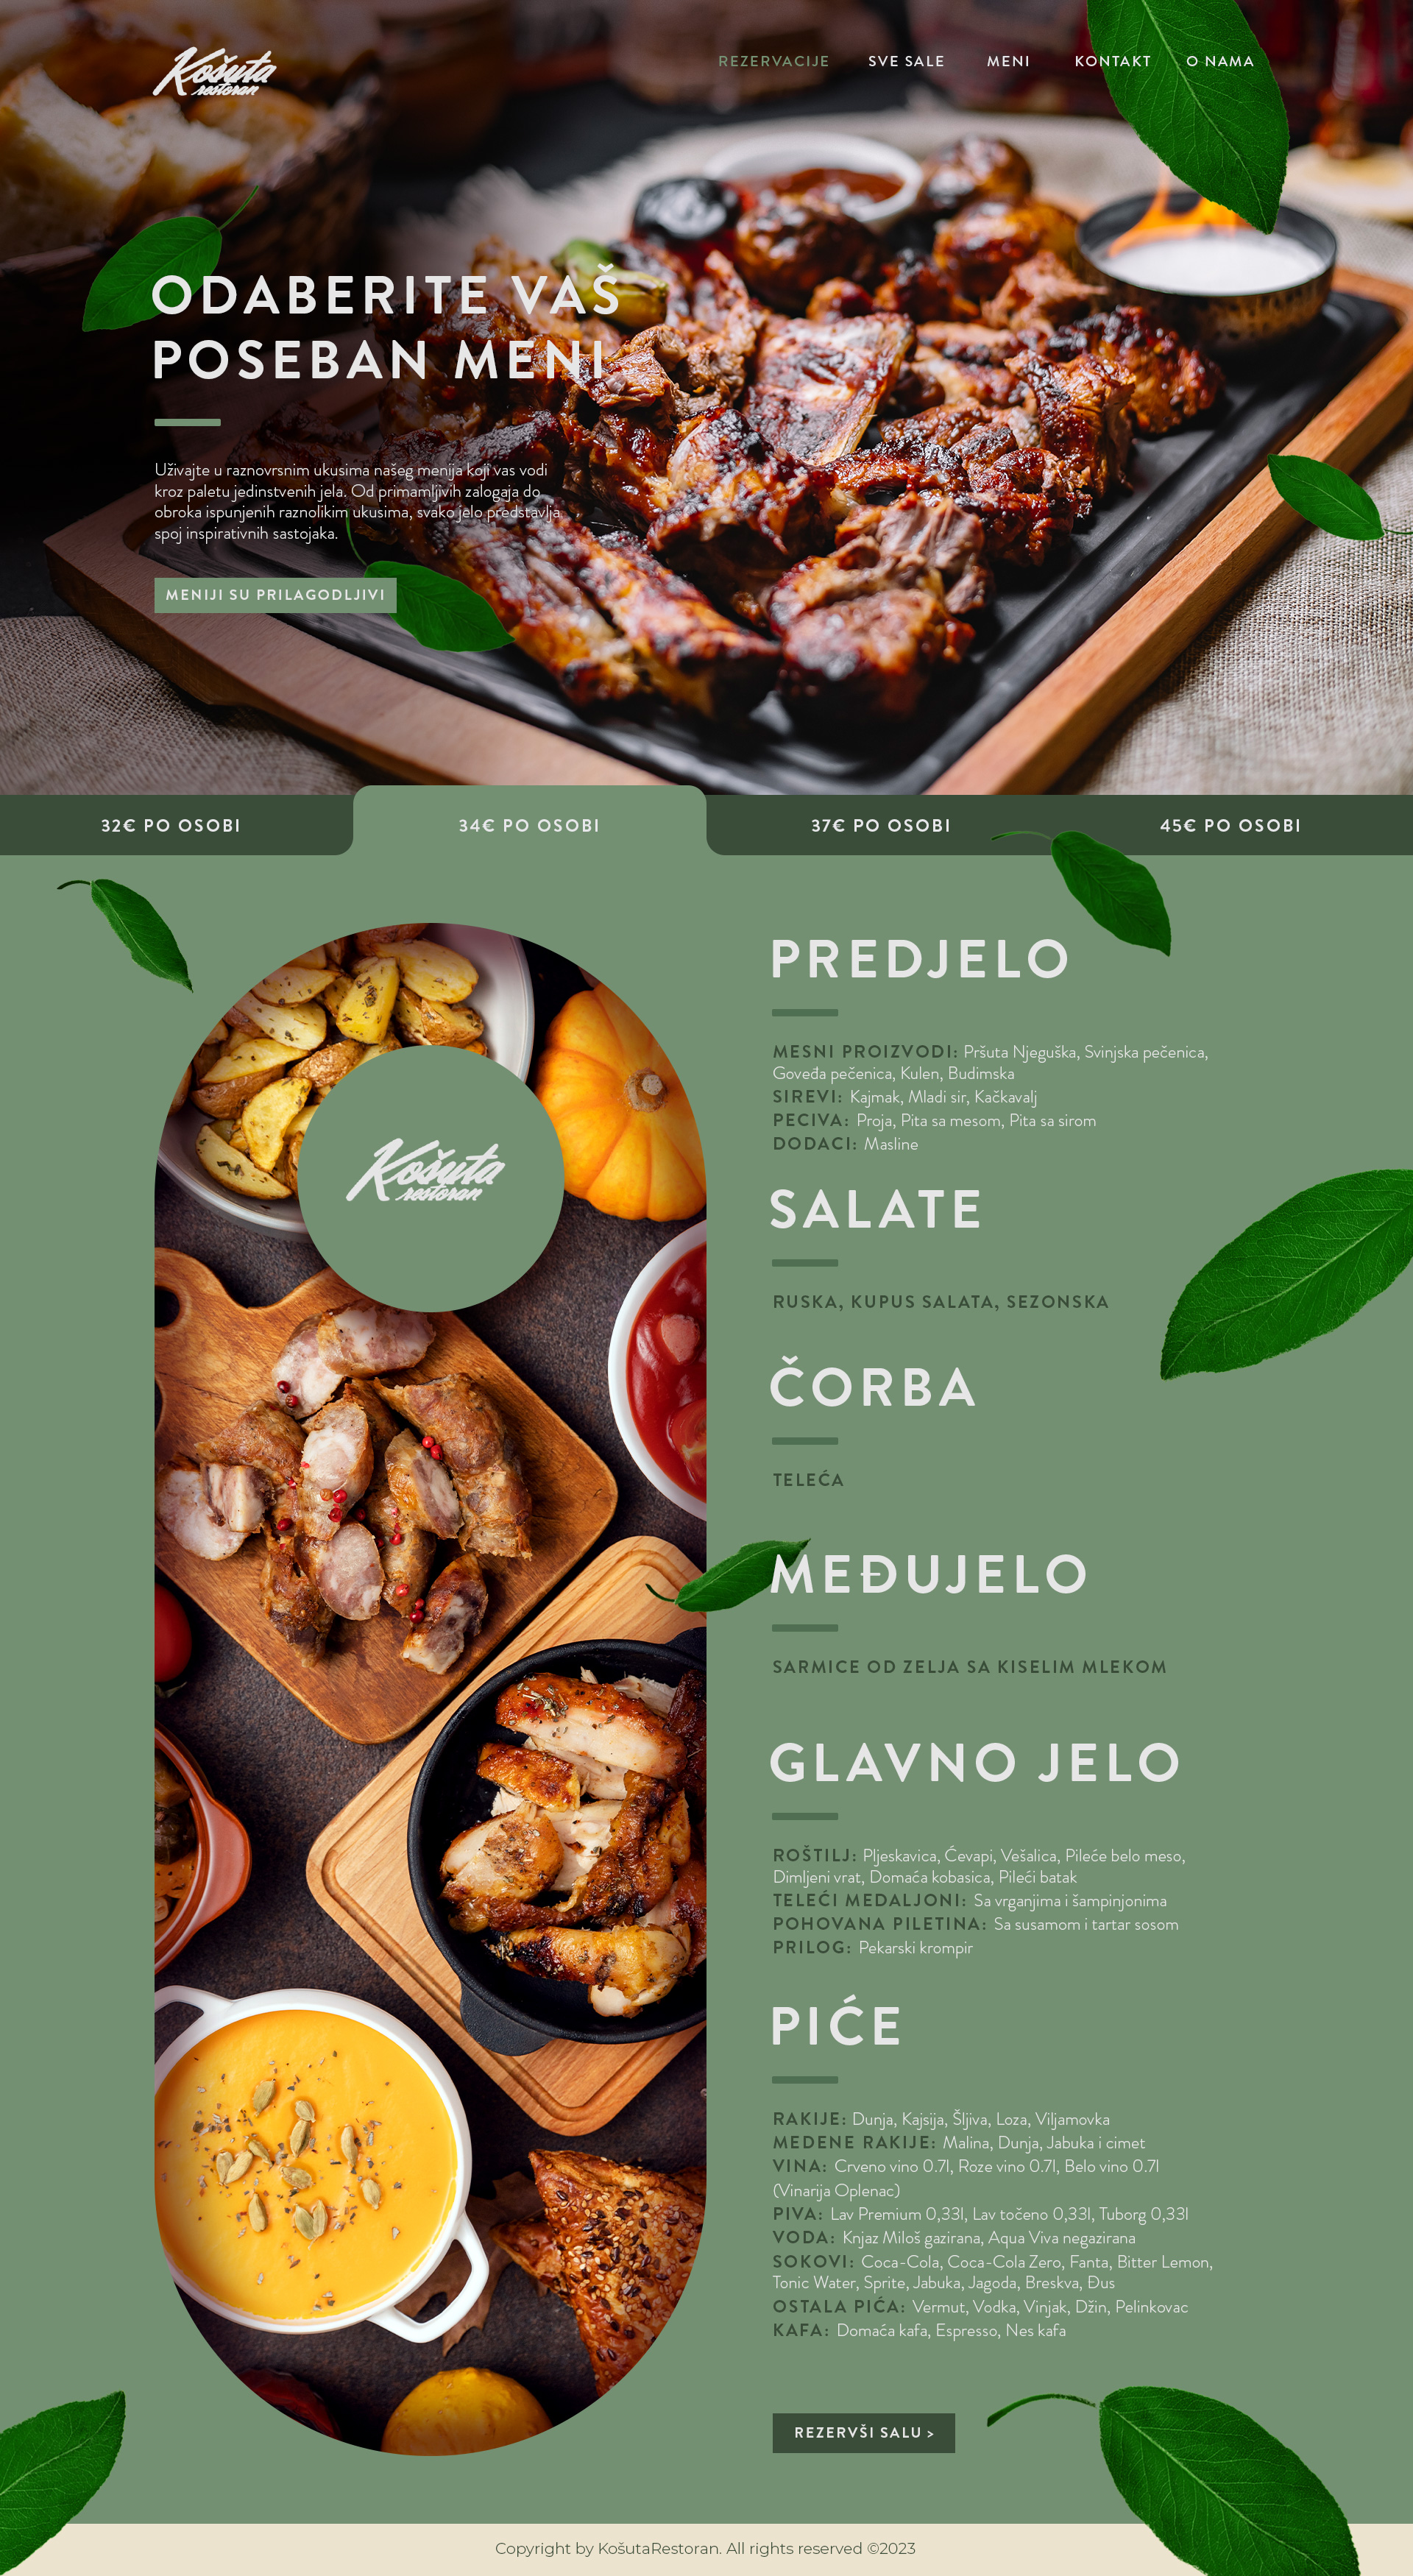 Košuta
restoran
REZERVACIJE SVE SALE MENI KONTAKT O NAMA
ODABERITE VAŠ
POSEBAN MENI
Uživajte u raznovrsnim ukusima našeg menija koji vas vodi
kroz paletu jedinstvenih jela. Od primamljivih zalogaja do
obroka ispunjenih raznolikim ukusima, svako jelo predstavlja
spoj inspirativnih sastojaka.
MENIJI SU PRILAGODLJIVI
32€ PO OSOBI 34€ PO OSOBI 37€ PO OSOBI 45€ PO OSOBI
Košuta
restoran
PREDJELO
MESNI PROIZVODI: Pršuta Njeguška, Svinjska pečenica,
Goveđa pečenica, Kulen, Budimska
SIREVI: Kajmak, Mladi sir, Kačkavalj
PECIVA: Proja, Pita sa mesom, Pita sa sirom
DODACI: Masline
SALATE
RUSKA, KUPUS SALATA, SEZONSKA
ČORBA
TELEĆA
MEĐUJELO
SARMICE OD ZELJA SA KISELIM MLEKOM
GLAVNO JELO
ROŠTILJ: Pljeskavica, Ćevapi, Vešalica, Pileće belo meso,
Dimljeni vrat, Domaća kobasica, Pileći batak
TELEĆI MEDALJONI: Sa vrganjima i šampinjonima
POHOVANA PILETINA: Sa susamom i tartar sosom
PRILOG: Pekarski krompir
PIĆE
RAKIJE: Dunja, Kajsija, Šljiva, Loza, Viljamovka
MEDENE RAKIJE: Malina, Dunja, Jabuka i cimet
VINA: Crveno vino 0.7l, Roze vino 0.7l, Belo vino 0.7l
(Vinarija Oplenac)
PIVA: Lav Premium 0,33l, Lav točeno 0,33l, Tuborg 0,33l
VODA: Knjaz Miloš gazirana, Aqua Viva negazirana
SOKOVI: Coca-Cola, Coca-Cola Zero, Fanta, Bitter Lemon,
Tonic Water, Sprite, Jabuka, Jagoda, Breskva, Đus
OSTALA PIĆA: Vermut, Vodka, Vinjak, Džin, Pelinkovac
KAFA: Domaća kafa, Espresso, Nes kafa
REZERVŠI SALU >
Copyright by KošutaRestoran. All rights reserved ©2023